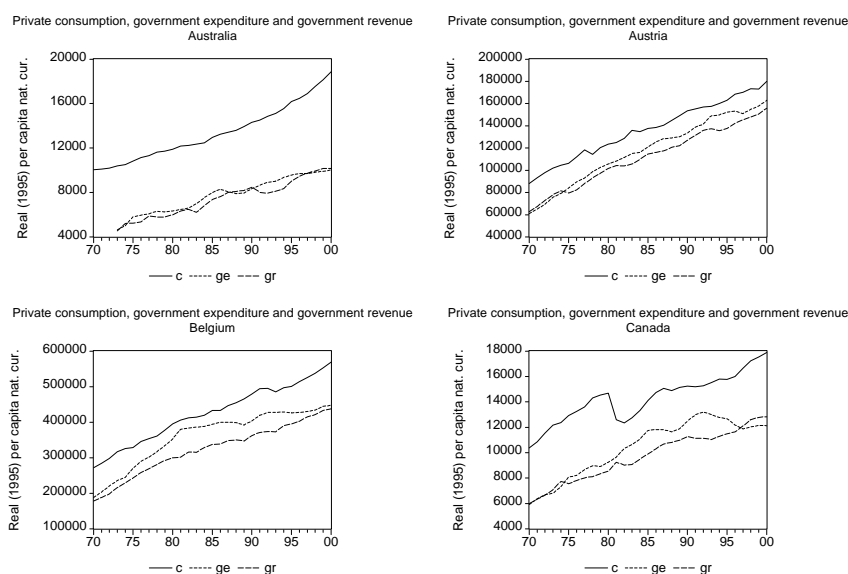 Private consumption, government expenditure and government revenue
Australia
Real (1995) per capita nat. cur.
20000
16000
12000
8000
4000
70 75 80 85 90 95 00
c ge gr
Private consumption, government expenditure and government revenue
Austria
Real (1995) per capita nat. cur.
200000
180000
160000
140000
120000
100000
80000
60000
40000
70 75 80 85 90 95 00
c ge gr
Private consumption, government expenditure and government revenue
Belgium
Real (1995) per capita nat. cur.
600000
500000
400000
300000
200000
100000
70 75 80 85 90 95 00
c ge gr
Private consumption, government expenditure and government revenue
Canada
Real (1995) per capita nat. cur.
18000
16000
14000
12000
10000
8000
6000
4000
70 75 80 85 90 95 00
c ge gr